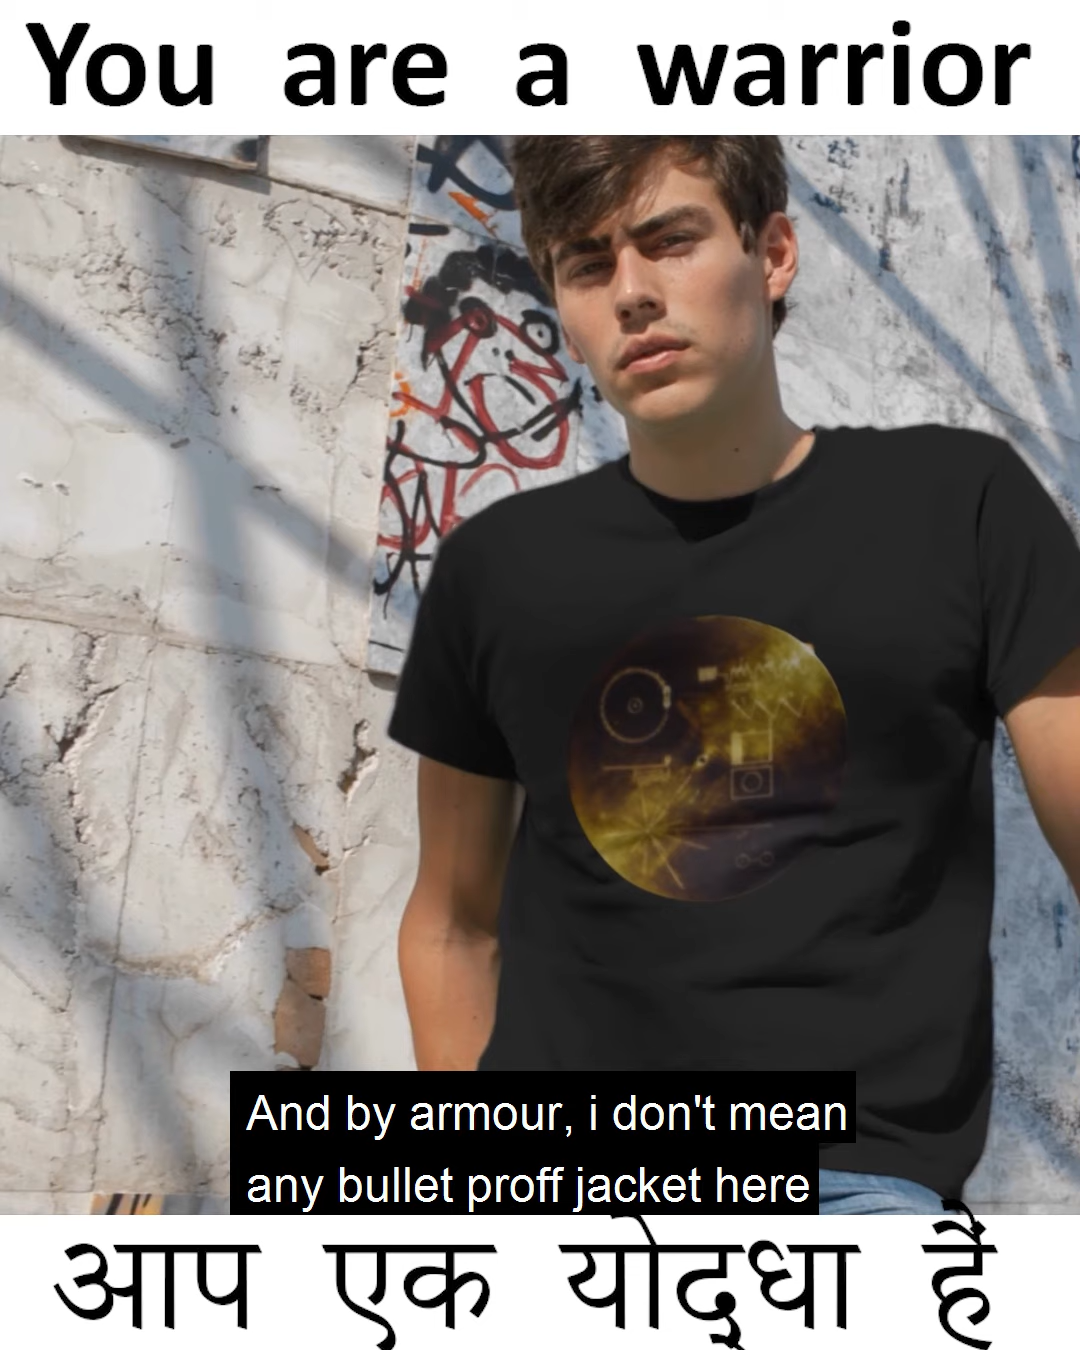 You are a warrior
And by armour, i don't mean
any bullet proff jacket here
आप एक योद्धा हैं